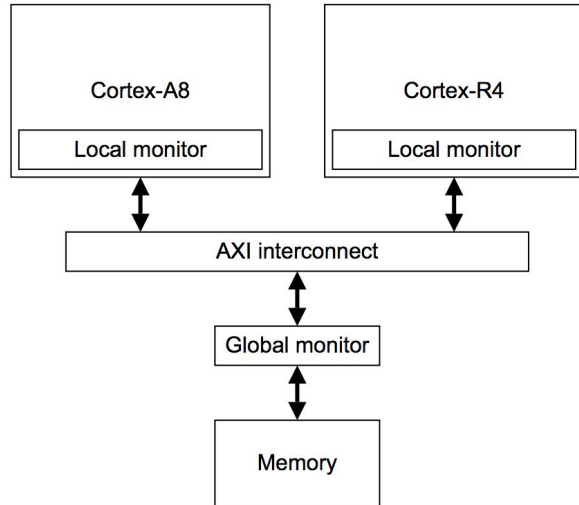 Cortex-A8
Cortex-R4
Local monitor
Local monitor
AXI interconnect
Global monitor
Memory